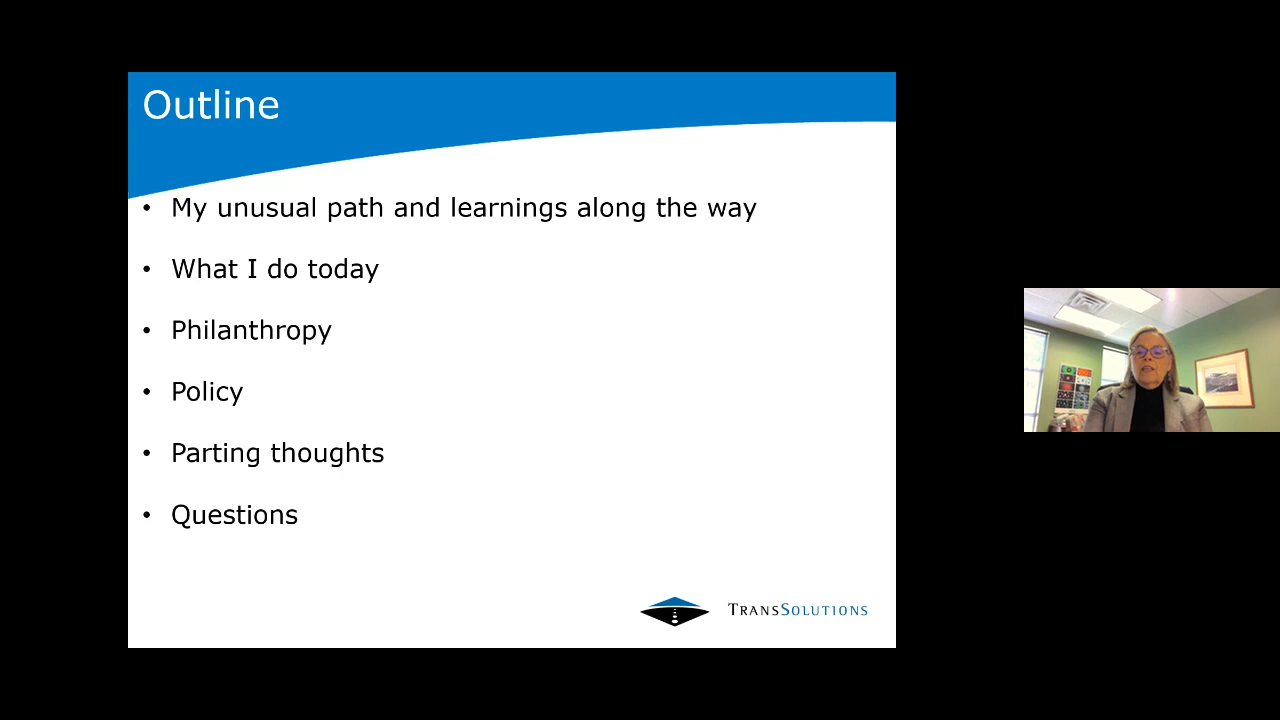 Outline
• My unusual path and learnings along the way
• What I do today
• Philanthropy
• Policy
• Parting thoughts
• Questions
TRANSSOLUTIONS